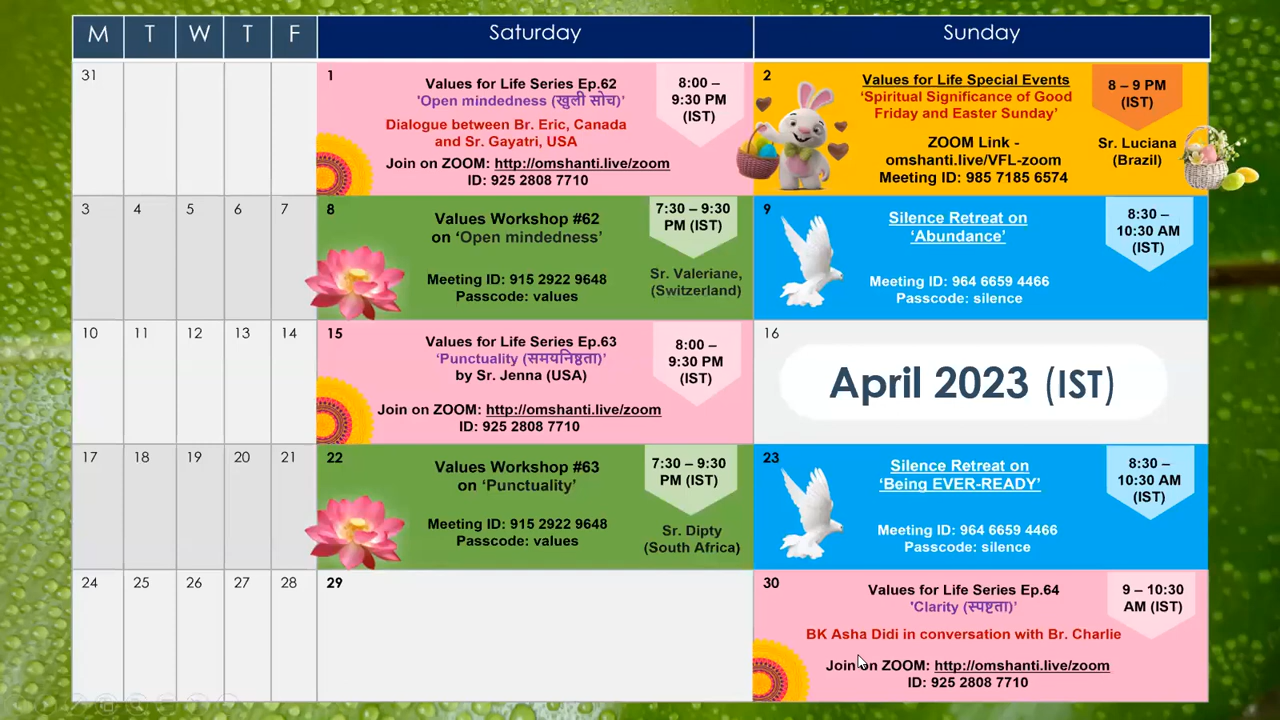 M T W T F Saturday Sunday
31
1
Values for Life Series Ep.62
'Open mindedness (खुली सोच)'
Dialogue between Br. Eric, Canada
and Sr. Gayatri, USA
Join on ZOOM: http://omshanti.live/zoom
ID: 925 2808 7710
8:00 –
9:30 PM
(IST)
2
Values for Life Special Events
‘Spiritual Significance of Good
Friday and Easter Sunday’
ZOOM Link -
omshanti.live/VFL-zoom
Meeting ID: 985 7185 6574
8 – 9 PM
(IST)
Sr. Luciana
(Brazil)
3 4 5 6 7
8
Values Workshop #62
on ‘Open mindedness’
Meeting ID: 915 2922 9648
Passcode: values
7:30 – 9:30
PM (IST)
Sr. Valeriane,
(Switzerland)
9
Silence Retreat on
‘Abundance’
Meeting ID: 964 6659 4466
Passcode: silence
8:30 –
10:30 AM
(IST)
10 11 12 13 14
15
Values for Life Series Ep.63
‘Punctuality (समयनिष्ठता)’
by Sr. Jenna (USA)
Join on ZOOM: http://omshanti.live/zoom
ID: 925 2808 7710
8:00 –
9:30 PM
(IST)
16
April 2023 (IST)
17 18 19 20 21
22
Values Workshop #63
on ‘Punctuality’
Meeting ID: 915 2922 9648
Passcode: values
7:30 – 9:30
PM (IST)
Sr. Dipty
(South Africa)
23
Silence Retreat on
‘Being EVER-READY’
Meeting ID: 964 6659 4466
Passcode: silence
8:30 –
10:30 AM
(IST)
24 25 26 27 28
29
30
Values for Life Series Ep.64
'Clarity (स्पष्टता)’
BK Asha Didi in conversation with Br. Charlie
Join on ZOOM: http://omshanti.live/zoom
ID: 925 2808 7710
9 – 10:30
AM (IST)